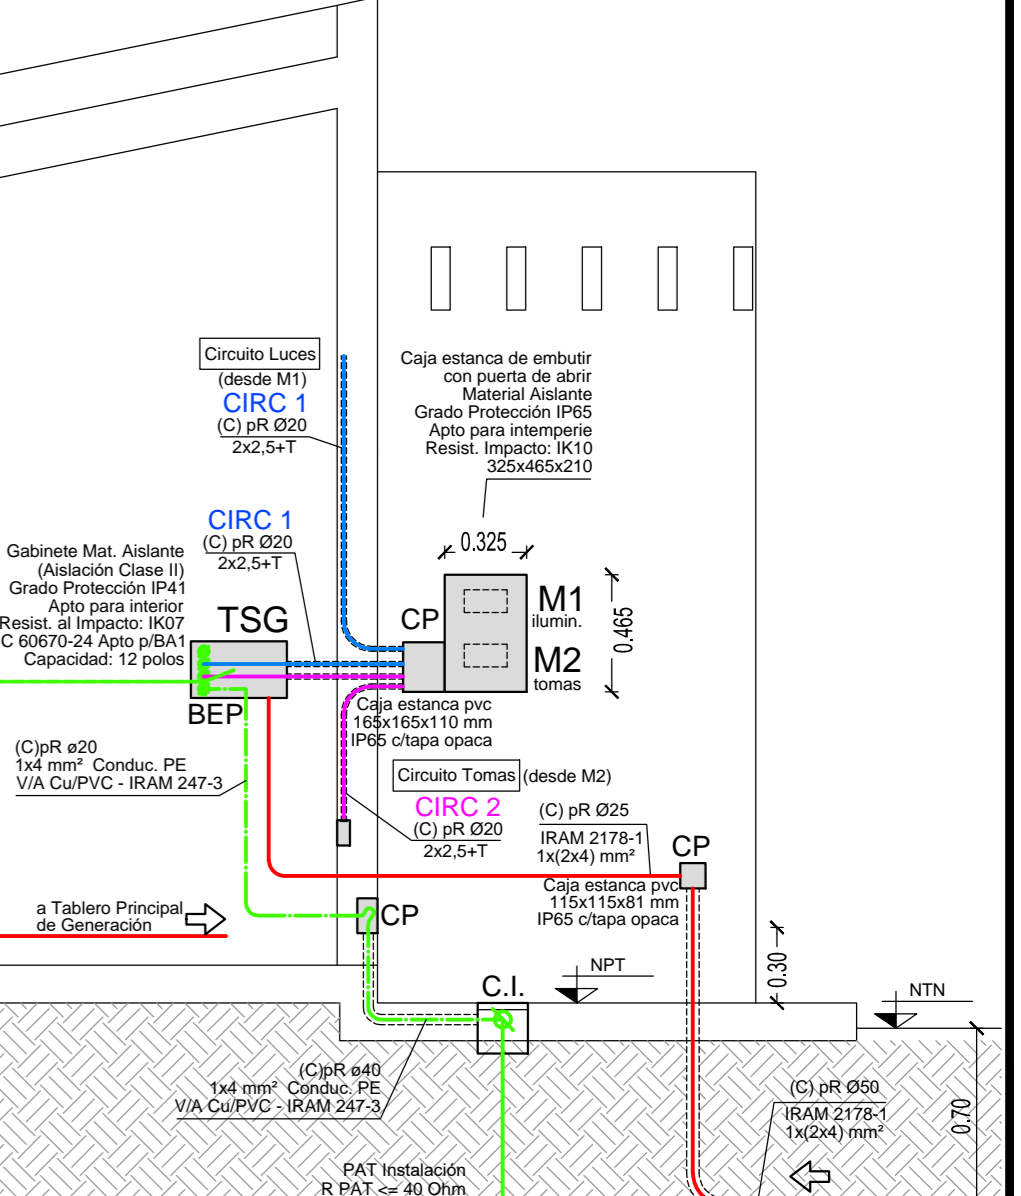 Circuito Luces
(desde M1)
CIRC 1
(C) pR Ø20
2x2,5+T
Caja estanca de embutir
con puerta de abrir
Material Aislante
Grado Protección IP65
Apto para intemperie
Resist. Impacto: IK10
325x465x210
CIRC 1
(C) pR Ø20
2x2,5+T
0.325
Gabinete Mat. Aislante
(Aislación Clase II)
Grado Protección IP41
Apto para interior
Resist. al Impacto: IK07
C 60670-24 Apto p/BA1
Capacidad: 12 polos
TSG
CP
M1
ilumin.
M2
tomas
0.465
BEP
Caja estanca pvc
165x165x110 mm
IP65 c/tapa opaca
(C)pR ø20
1x4 mm² Conduc. PE
V/A Cu/PVC - IRAM 247-3
Circuito Tomas (desde M2)
CIRC 2
(C) pR Ø20
2x2,5+T
(C) pR Ø25
IRAM 2178-1
1x(2x4) mm²
CP
Caja estanca pvc
115x115x81 mm
IP65 c/tapa opaca
a Tablero Principal
de Generación
CP
0.30
NPT
C.I.
NTN
(C)pR ø40
1x4 mm² Conduc. PE
V/A Cu/PVC - IRAM 247-3
(C) pR Ø50
IRAM 2178-1
1x(2x4) mm²
0.70
PAT Instalación
R PAT <= 40 Ohm